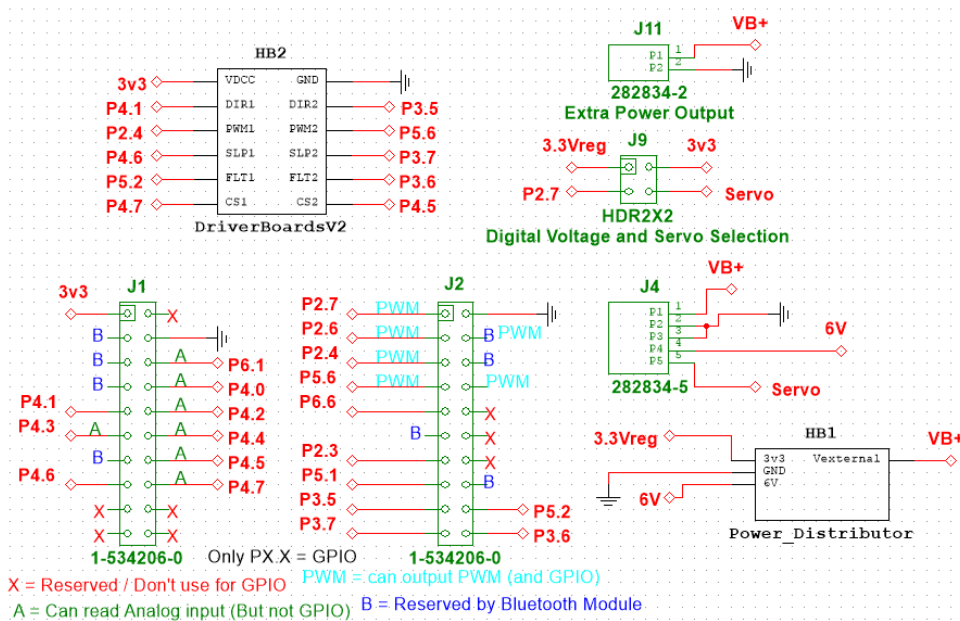 HB2
VDCC GND
DIR1 DIR2
PWM1 PWM2
SLP1 SLP2
FLT1 FLT2
CS1 CS2
3v3
P4.1 P3.5
P2.4 P5.6
P4.6 P3.7
P5.2 P3.6
P4.7 P4.5
DriverBoardsV2
J11
VB+
P1 1
P2 2
282834-2
Extra Power Output
J9
3.3Vreg 3v3
P2.7 Servo
HDR2X2
Digital Voltage and Servo Selection
J1
3v3 X
B
B A P6.1
B A P4.0
P4.1 A P4.2
P4.3 A A P4.4
B A P4.5
P4.6 A P4.7
X X
X X
1-534206-0
J2
P2.7 PWM
P2.6 PWM B PWM
P2.4 PWM B
P5.6 PWM PWM
P6.6 X
B X
P2.3 X
P5.1 B
P3.5 P5.2
P3.7 P3.6
1-534206-0
J4
VB+
P1 1
P2 2
P3 3
P4 4
P5 5
6V
Servo
282834-5
HB1
3.3Vreg VB+
3v3 Vexternal
GND
6V
6V
Power_Distributor
Only PX.X = GPIO
X = Reserved / Don't use for GPIO
PWM = can output PWM (and GPIO)
A = Can read Analog input (But not GPIO)
B = Reserved by Bluetooth Module